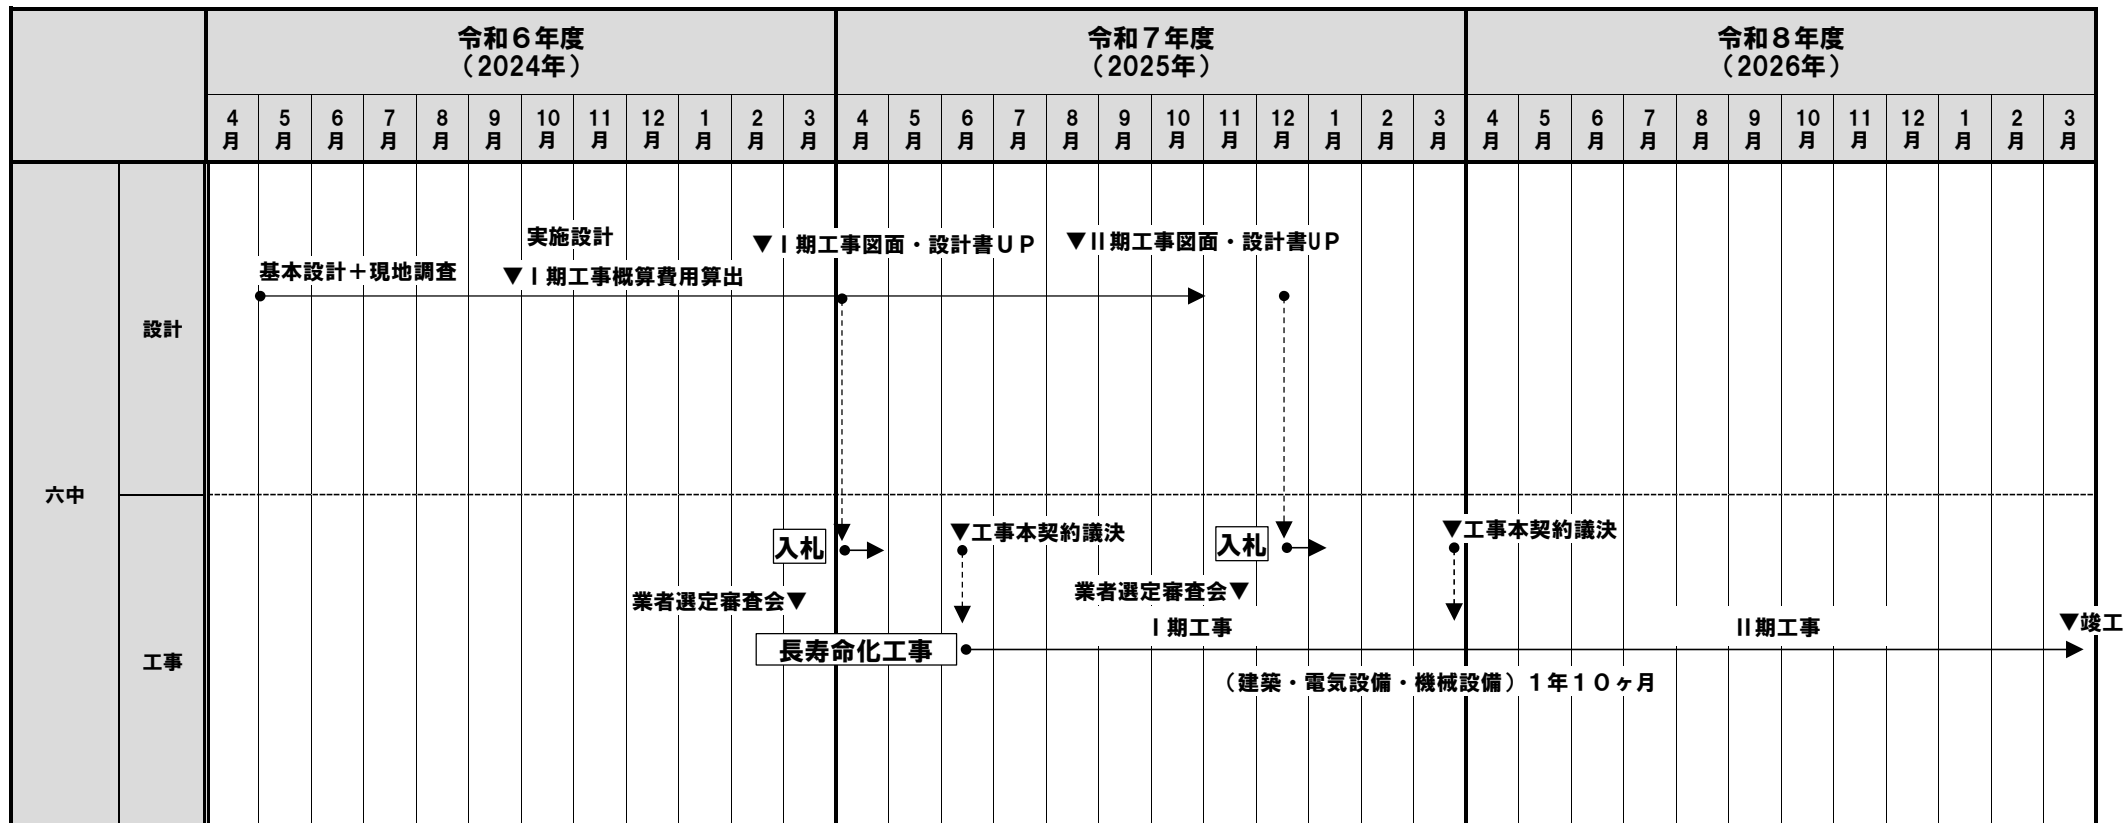 令和６年度
（2024年）
令和７年度
（2025年）
令和８年度
（2026年）
4月 5月 6月 7月 8月 9月 10月 11月 12月 1月 2月 3月 4月 5月 6月 7月 8月 9月 10月 11月 12月 1月 2月 3月 4月 5月 6月 7月 8月 9月 10月 11月 12月 1月 2月 3月
六中
設計
実施設計
▼Ⅰ期工事図面・設計書ＵＰ
▼Ⅱ期工事図面・設計書UＰ
基本設計＋現地調査
▼Ⅰ期工事概算費用算出
工事
入札
▼工事本契約議決
入札
▼工事本契約議決
業者選定審査会▼
業者選定審査会▼
長寿命化工事
Ⅰ期工事
Ⅱ期工事
▼竣工
（建築・電気設備・機械設備）１年１０ヶ月